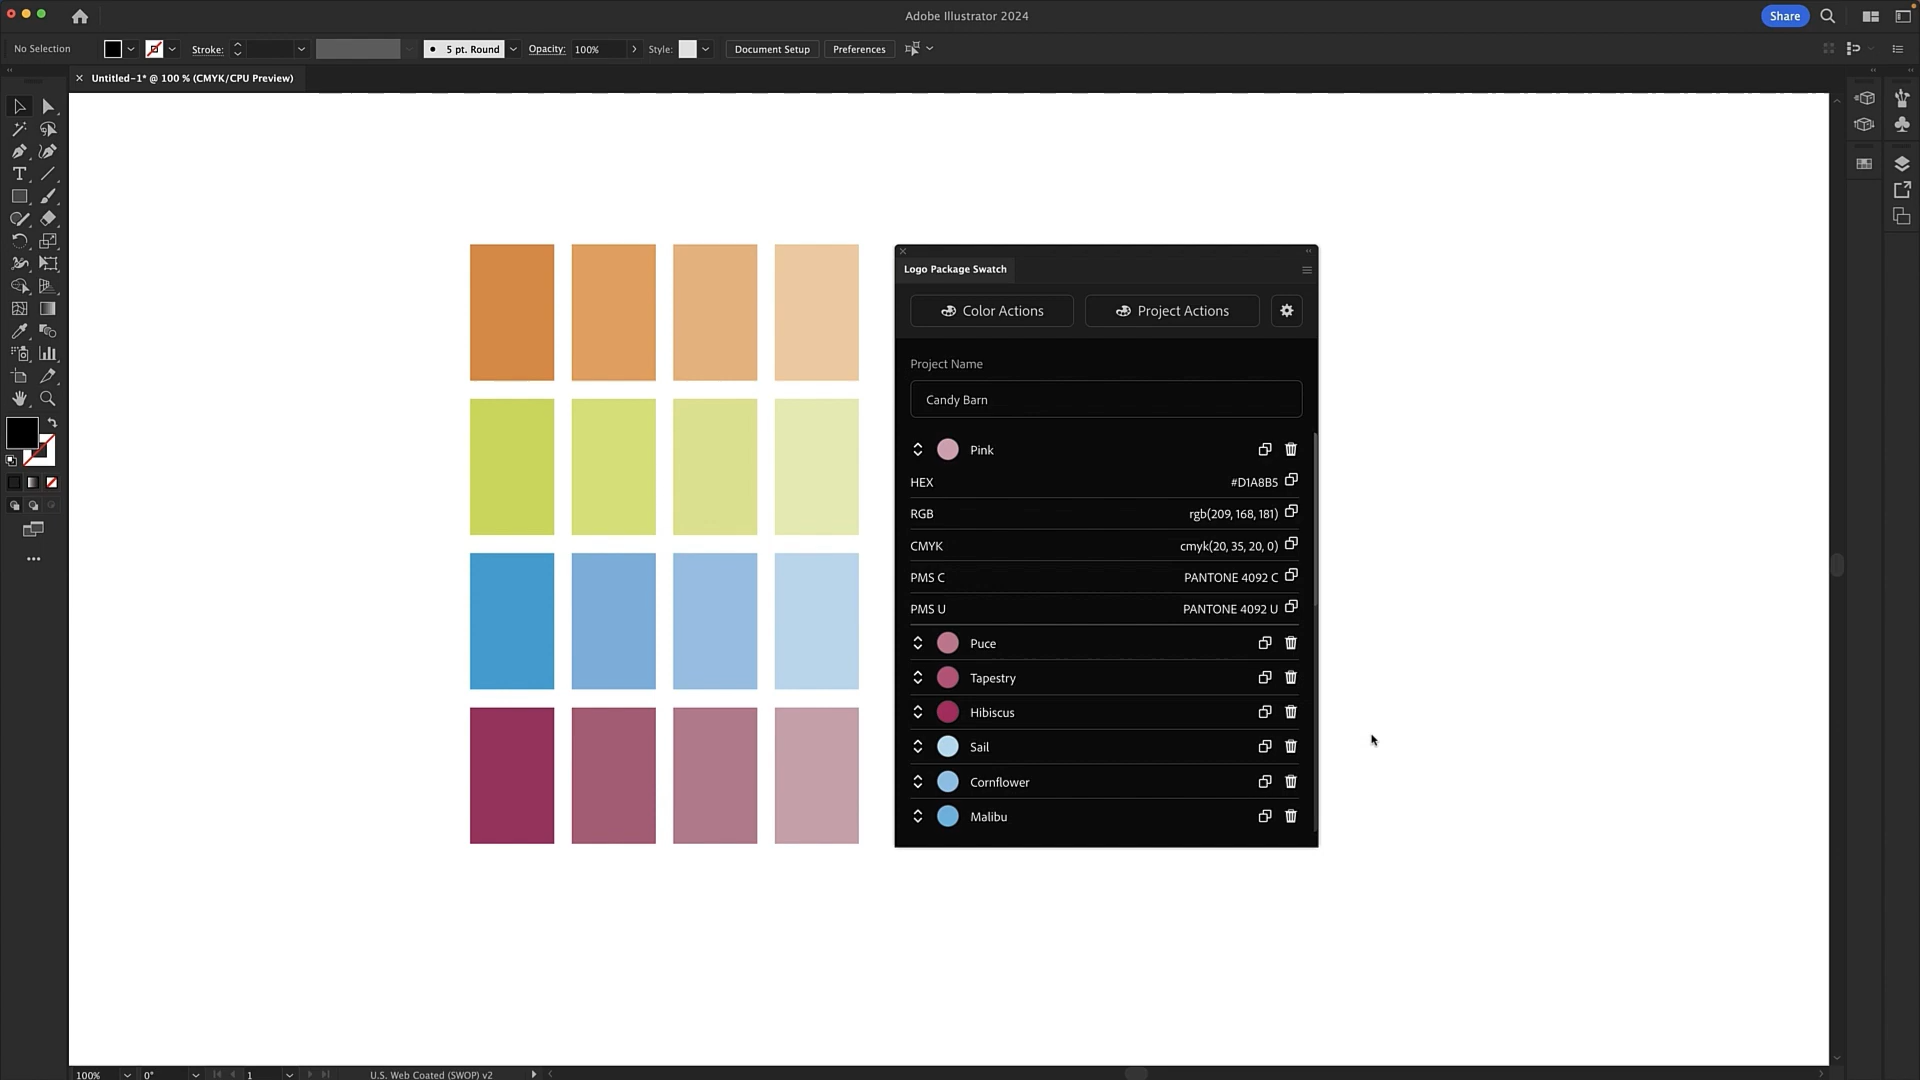 Adobe Illustrator 2024
Share
No Selection
Stroke:
5 pt. Round
Opacity:
100%
Style:
Document Setup
Preferences
Untitled-1* @ 100 % (CMYK/CPU Preview)
Logo Package Swatch
Color Actions
Project Actions
Project Name
Candy Barn
Pink
HEX
#D1A8B5
RGB
rgb(209, 168, 181)
CMYK
cmyk(20, 35, 20, 0)
PMS C
PANTONE 4092 C
PMS U
PANTONE 4092 U
Puce
Tapestry
Hibiscus
Sail
Cornflower
Malibu
100%
0°
1
U.S. Web Coated (SWOP) v2